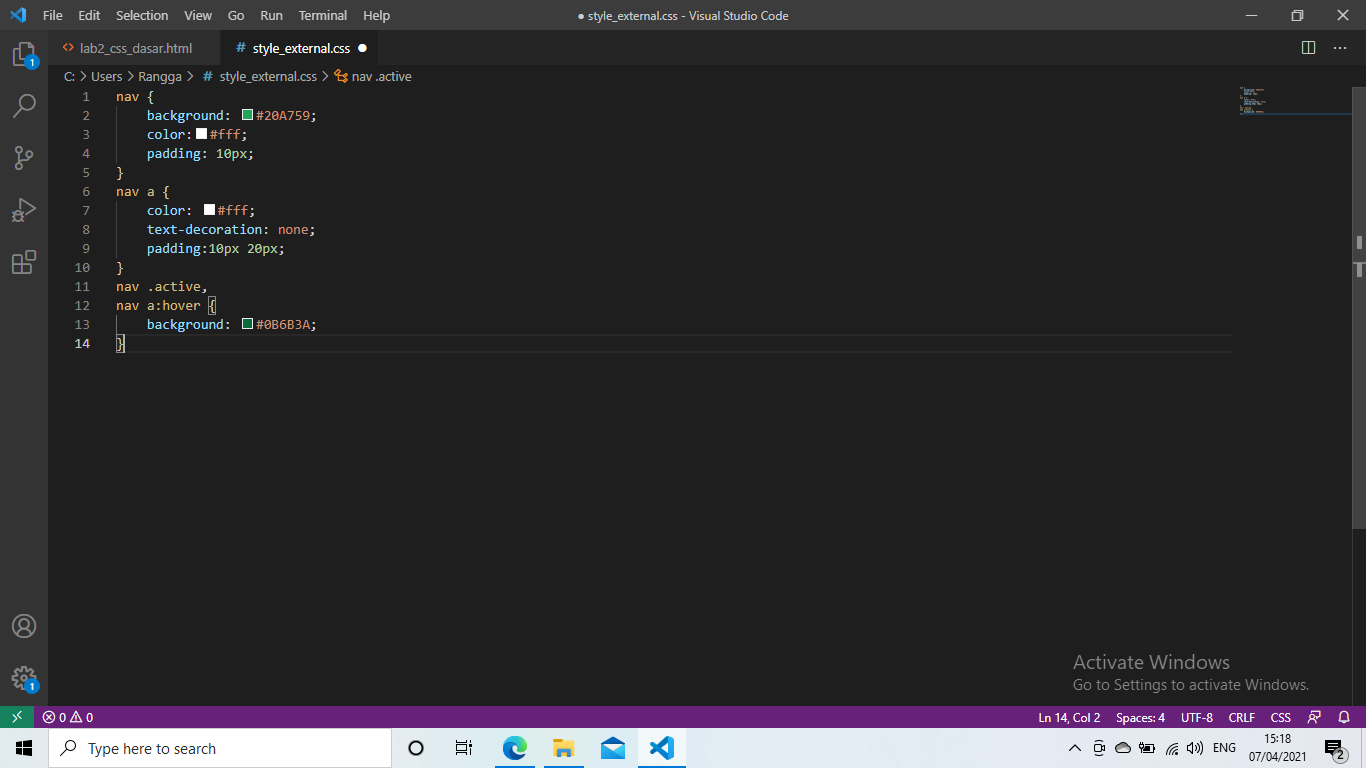 File Edit Selection View Go Run Terminal Help
● style_external.css - Visual Studio Code
lab2_css_dasar.html
# style_external.css ●
C: > Users > Rangga > # style_external.css > nav .active
1 nav {
2 background: #20A759;
3 color: #fff;
4 padding: 10px;
5 }
6 nav a {
7 color: #fff;
8 text-decoration: none;
9 padding:10px 20px;
10 }
11 nav .active,
12 nav a:hover {
13 background: #0B6B3A;
14 }
1
1
Activate Windows
Go to Settings to activate Windows.
0 0
Ln 14, Col 2 Spaces: 4 UTF-8 CRLF CSS
Type here to search
ENG
15:18
07/04/2021
2